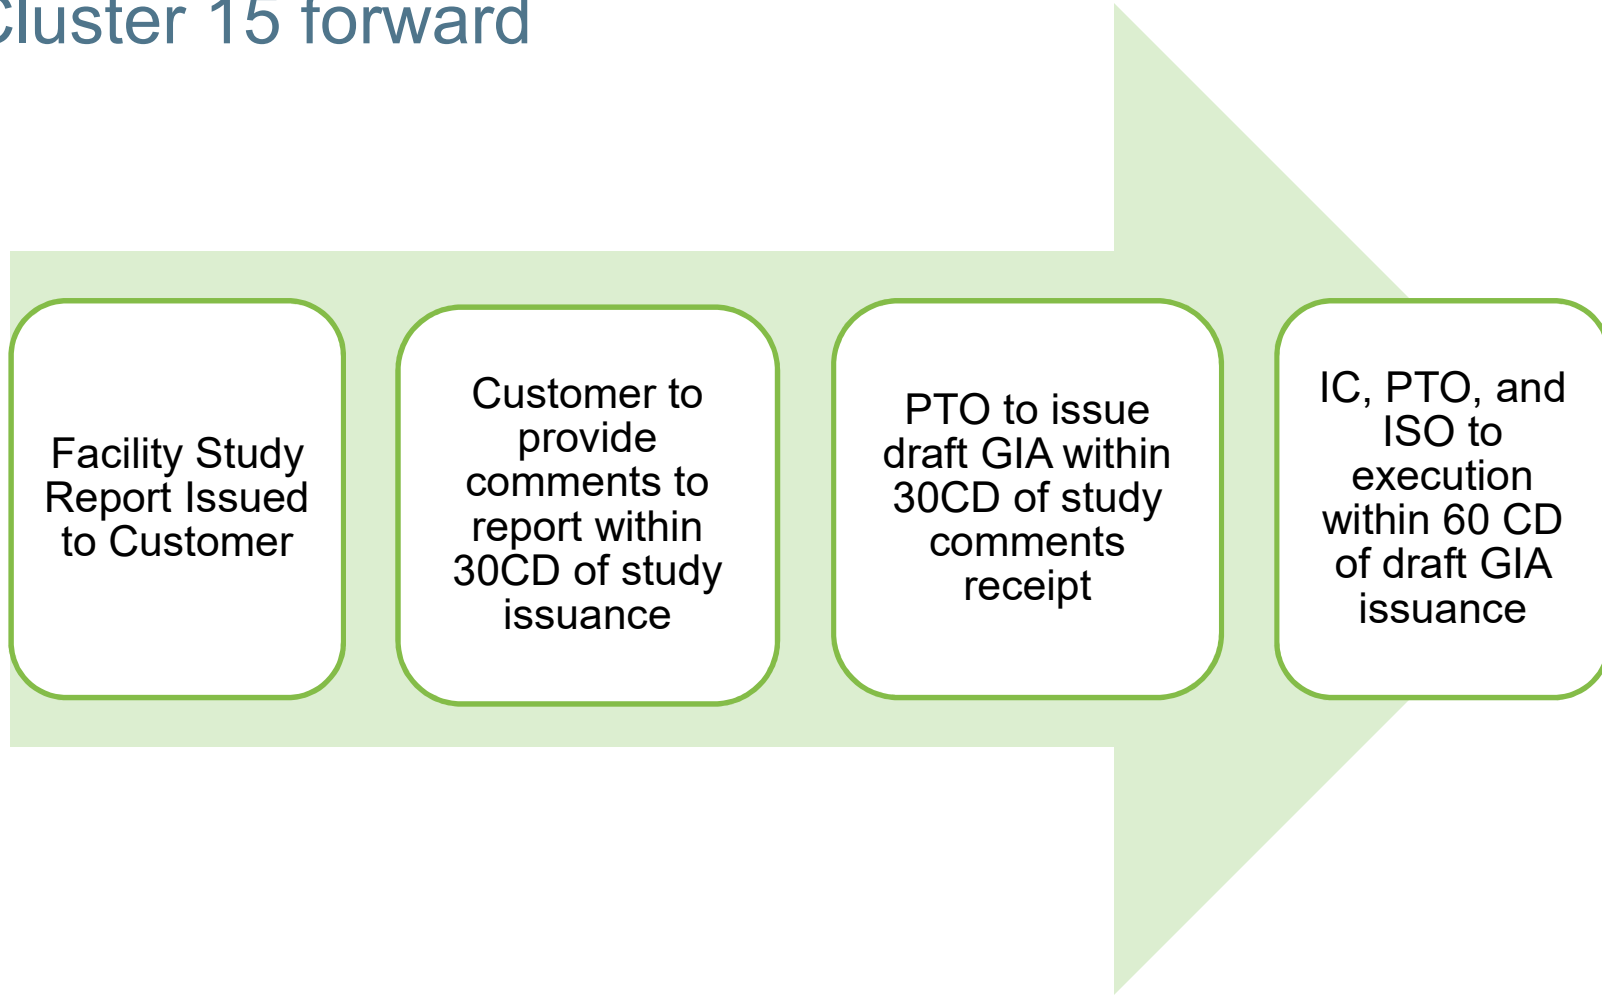 Cluster 15 forward
Facility Study
Report Issued
to Customer
Customer to
provide
comments to
report within
30CD of study
issuance
PTO to issue
draft GIA within
30CD of study
comments
receipt
IC, PTO, and
ISO to
execution
within 60 CD
of draft GIA
issuance